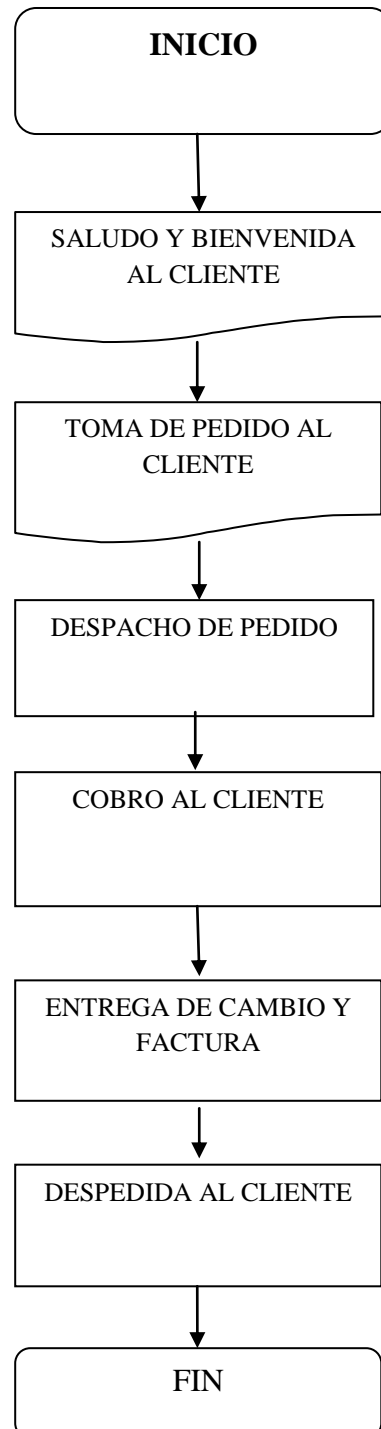 INICIO
SALUDO Y BIENVENIDA
AL CLIENTE
TOMA DE PEDIDO AL
CLIENTE
DESPACHO DE PEDIDO
COBRO AL CLIENTE
ENTREGA DE CAMBIO Y
FACTURA
DESPEDIDA AL CLIENTE
FIN